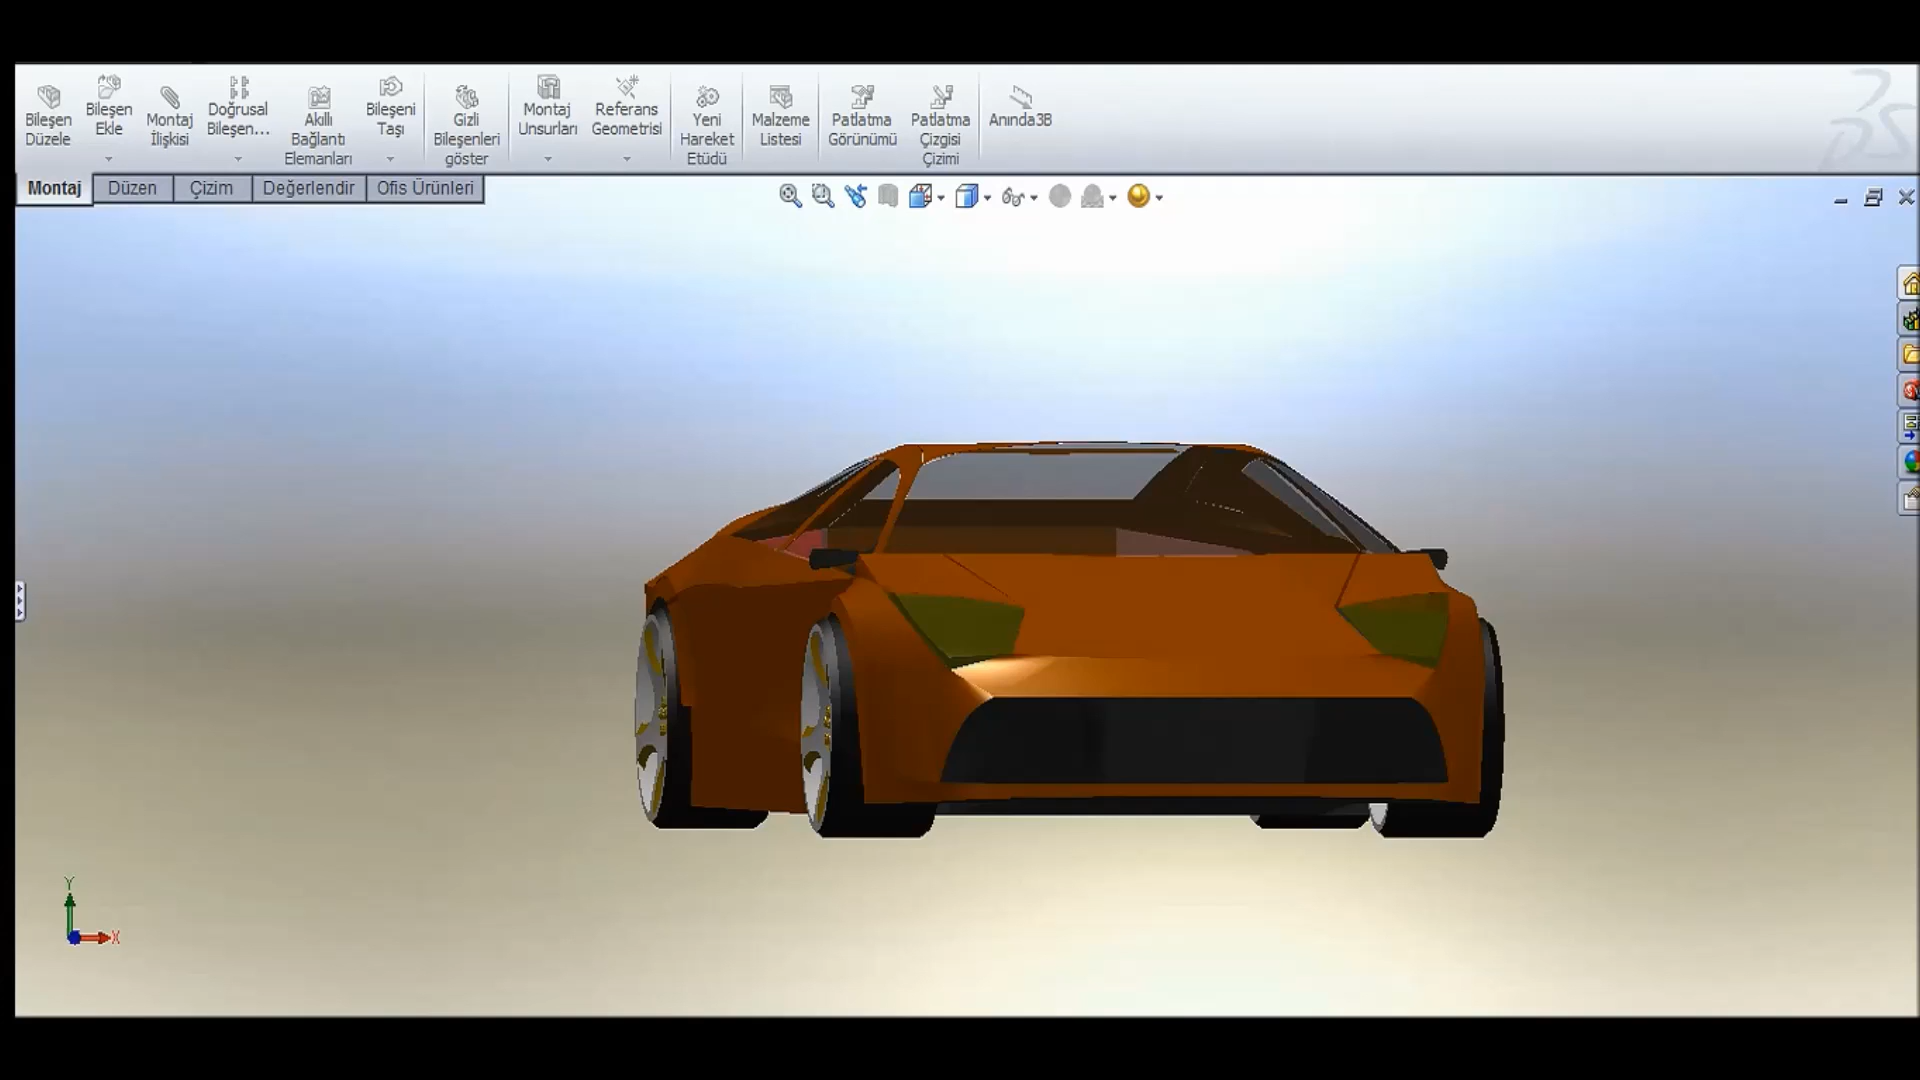 Bileşen
Düzele
Bileşen
Ekle
Montaj
İlişkisi
Doğrusal
Bileşen...
Akıllı
Bağlantı
Elemanları
Bileşeni
Taşı
Gizli
Bileşenleri
göster
Montaj
Unsurları
Referans
Geometrisi
Yeni
Hareket
Etüdü
Malzeme
Listesi
Patlatma
Görünümü
Patlatma
Çizgisi
Çizimi
Anında3B
Montaj
Düzen
Çizim
Değerlendir
Ofis Ürünleri
Y
X